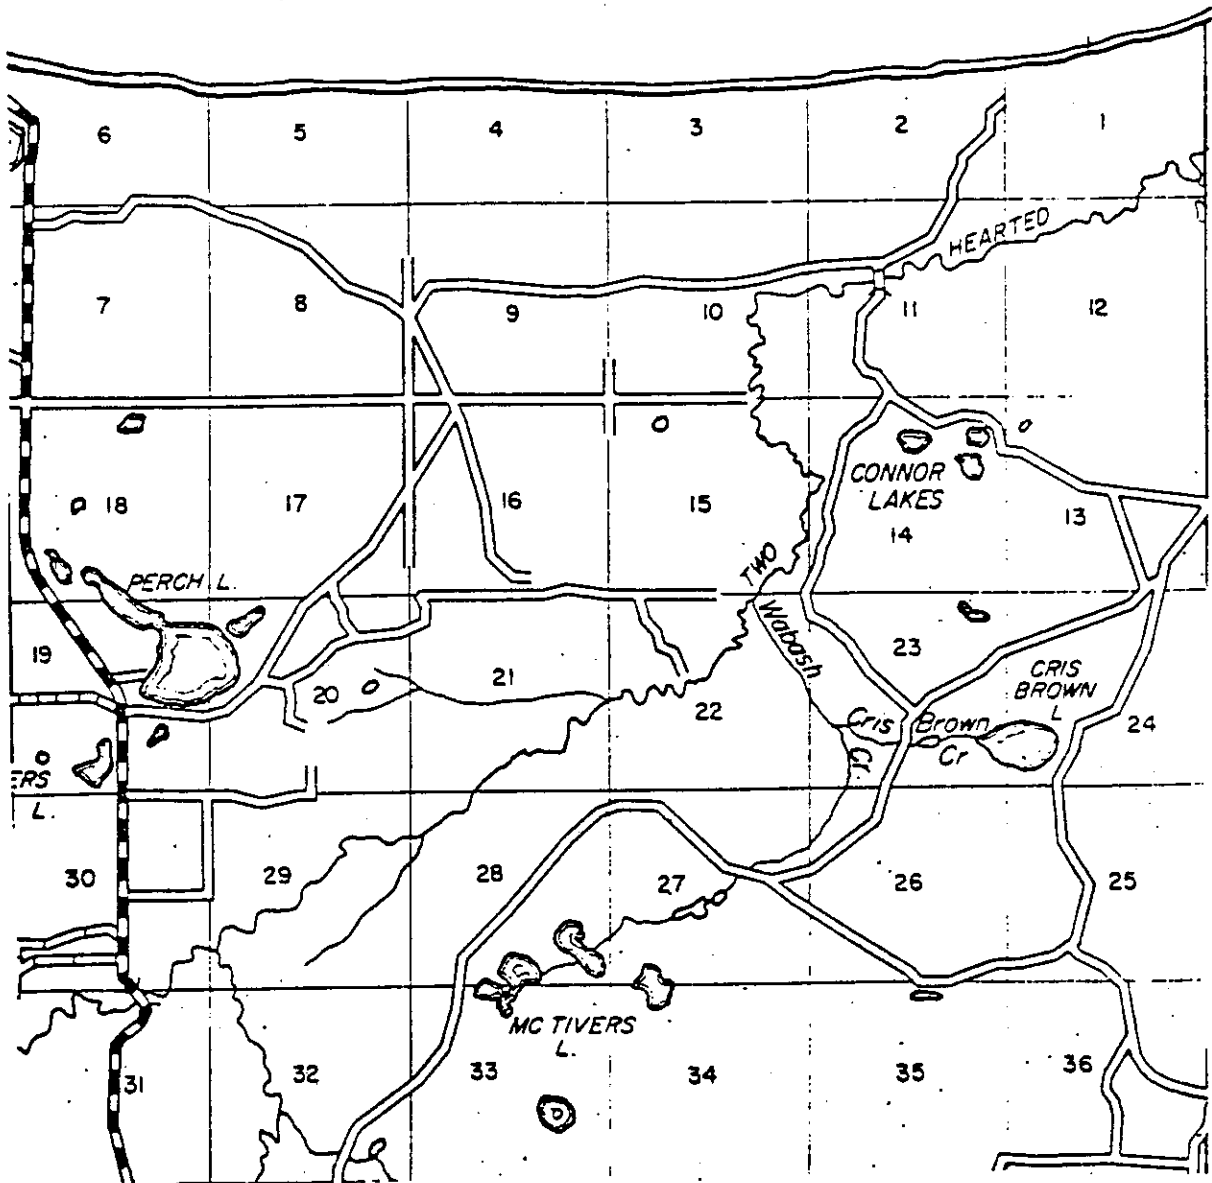 6 5 4 3 2 1
HEARTED
7 8 9 10 11 12
CONNOR
LAKES
18 17 16 15 14 13
TWO
PERCH L.
Wabash
Cr.
19 20 21 22 23 24
CRIS
BROWN
L
Cris Brown
Cr
ERS
L.
30 29 28 27 26 25
MC TIVERS
L.
31 32 33 34 35 36